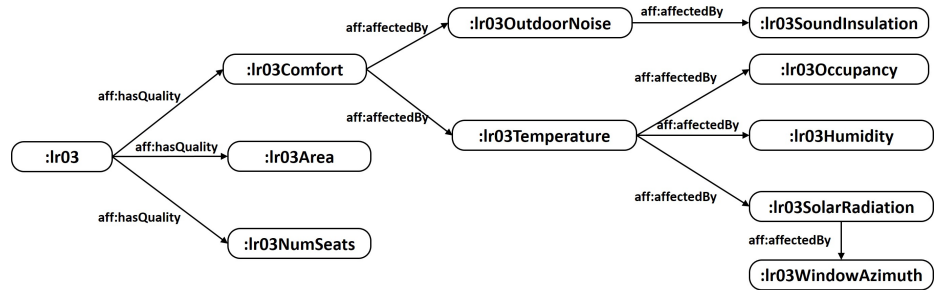 :lr03OutdoorNoise
aff:affectedBy
:lr03SoundInsulation
aff:affectedBy
:lr03Comfort
:lr03Occupancy
aff:affectedBy
aff:hasQuality
aff:affectedBy
aff:affectedBy
:lr03Temperature
:lr03Humidity
:lr03
aff:hasQuality
:lr03Area
aff:affectedBy
:lr03SolarRadiation
aff:hasQuality
:lr03NumSeats
aff:affectedBy
:lr03WindowAzimuth